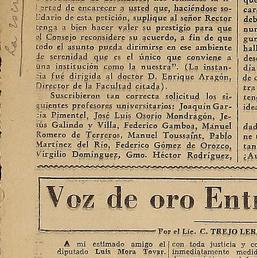 ertad de encarecer a usted que, haciéndose so-
lidario de esta petición, suplique al señor Rector
tenga a bien hacer valer su prestigio para que
el Consejo reconsidere su acuerdo, a fin de que
todo el asunto pueda dirimirse en ese ambiente
de serenidad que es el único que conviene a
una institución como la nuestra". (La instan-
cia fué dirigida al doctor D. Enrique Aragón,
Director de la Facultad citada).
Suscribieron tan correcta solicitud los si-
guientes profesores universitarios: Joaquín Gar-
cía Pimentel, José Luis Osorio Mondragón, Je-
sús Galindo y Villa, Federico Gamboa, Manuel
Romero de Terreros, Manuel Toussaint, Pablo
Martínez del Río, Federico Gómez de Orozco,
Virgilio Domínguez, Gmo. Héctor Rodríguez,
Voz de oro Entr
Por el Lic. C. TREJO LER
A mi estimado amigo el
diputado Luis Mora Tovar.
con toda justicia y co
inmediatamente medid